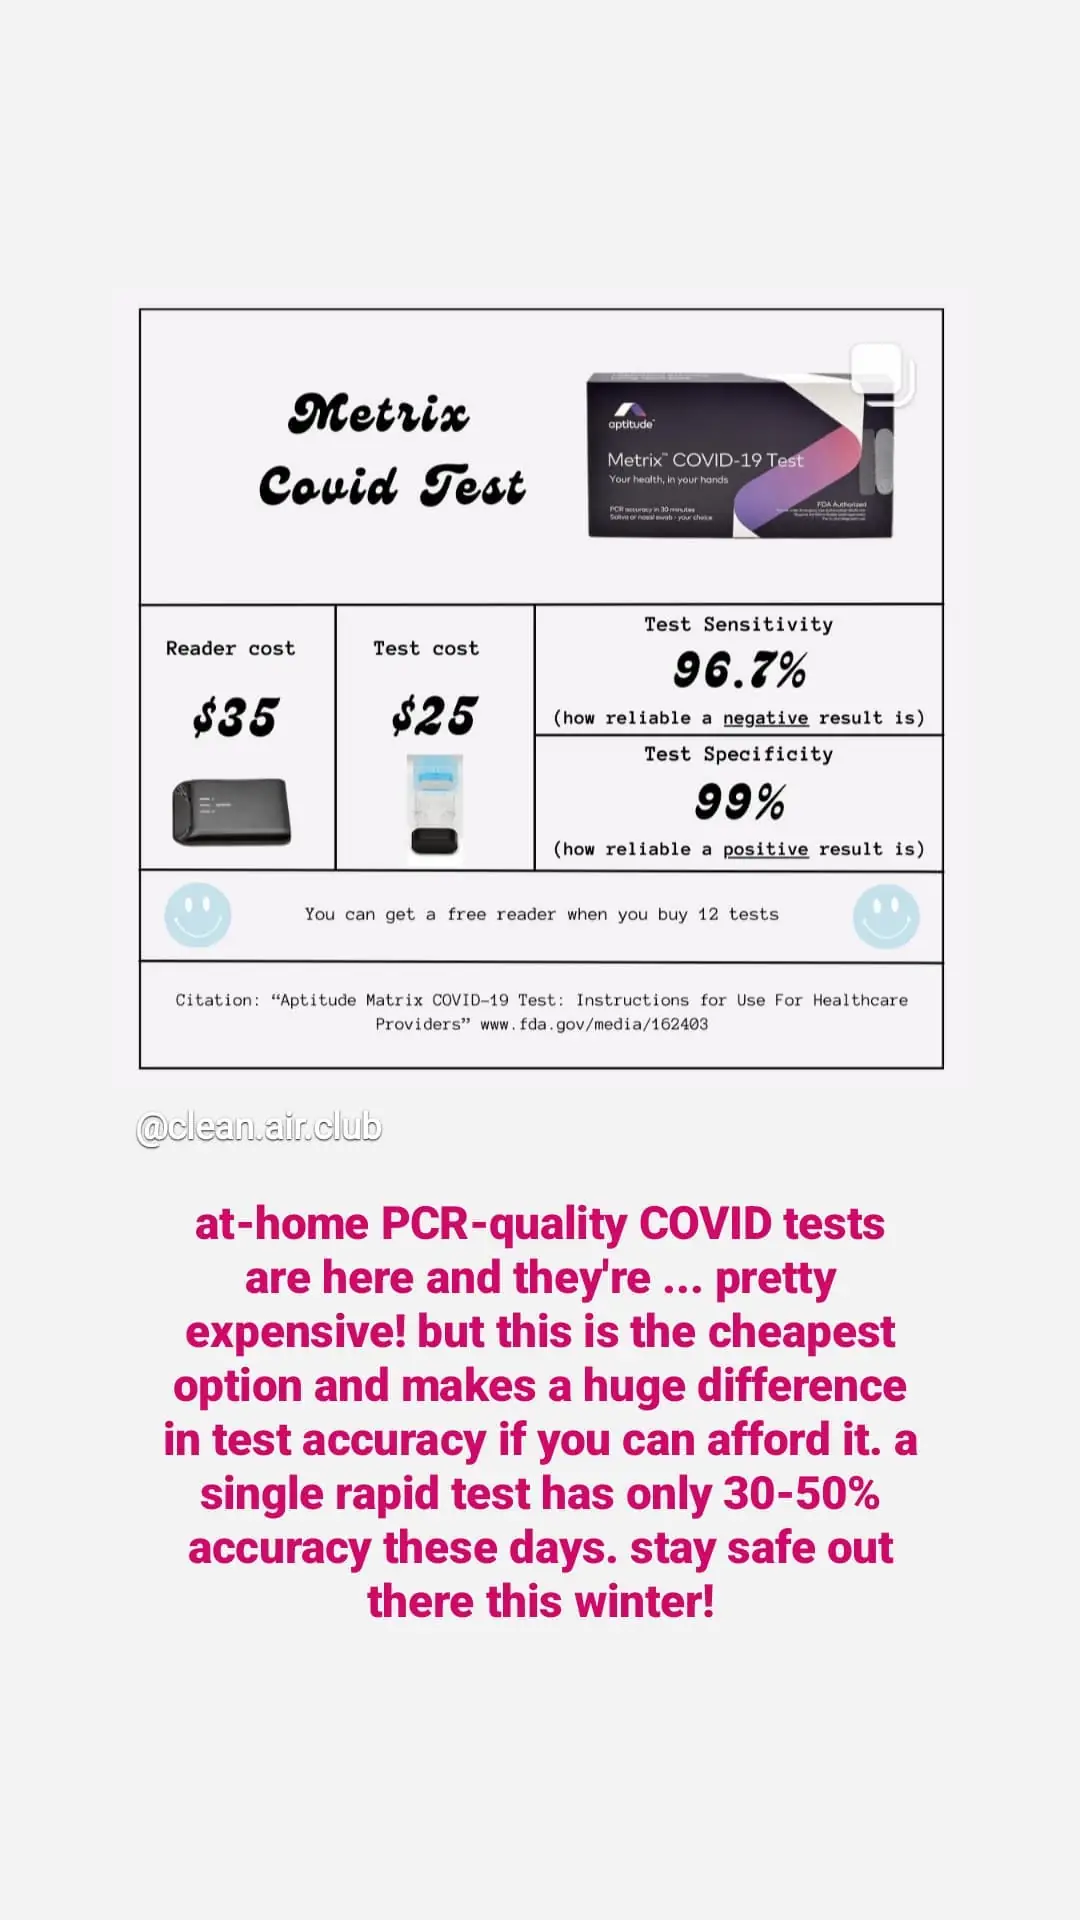 Metrix
Covid Test
aptitude
Metrix™ COVID-19 Test
Your health, in your hands
PCR accuracy in 30 minutes
Saliva or nasal swab - your choice
FDA Authorized
Reader cost
$35
Test cost
$25
Test Sensitivity
96.7%
(how reliable a negative result is)
Test Specificity
99%
(how reliable a positive result is)
You can get a free reader when you buy 12 tests
Citation: “Aptitude Matrix COVID-19 Test: Instructions for Use For Healthcare
Providers” www.fda.gov/media/162403
@clean.air.club
at-home PCR-quality COVID tests
are here and they're ... pretty
expensive! but this is the cheapest
option and makes a huge difference
in test accuracy if you can afford it. a
single rapid test has only 30-50%
accuracy these days. stay safe out
there this winter!